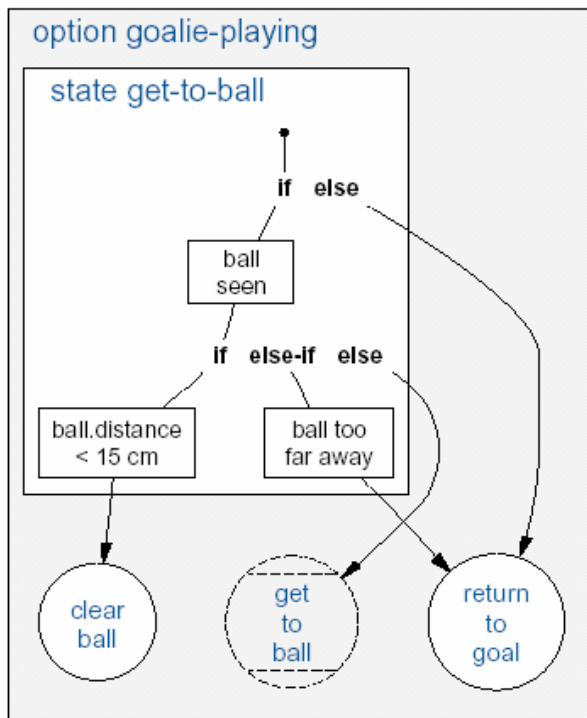 option goalie-playing
state get-to-ball
if else
ball
seen
if else-if else
ball.distance
< 15 cm
ball too
far away
clear
ball
get
to
ball
return
to
goal